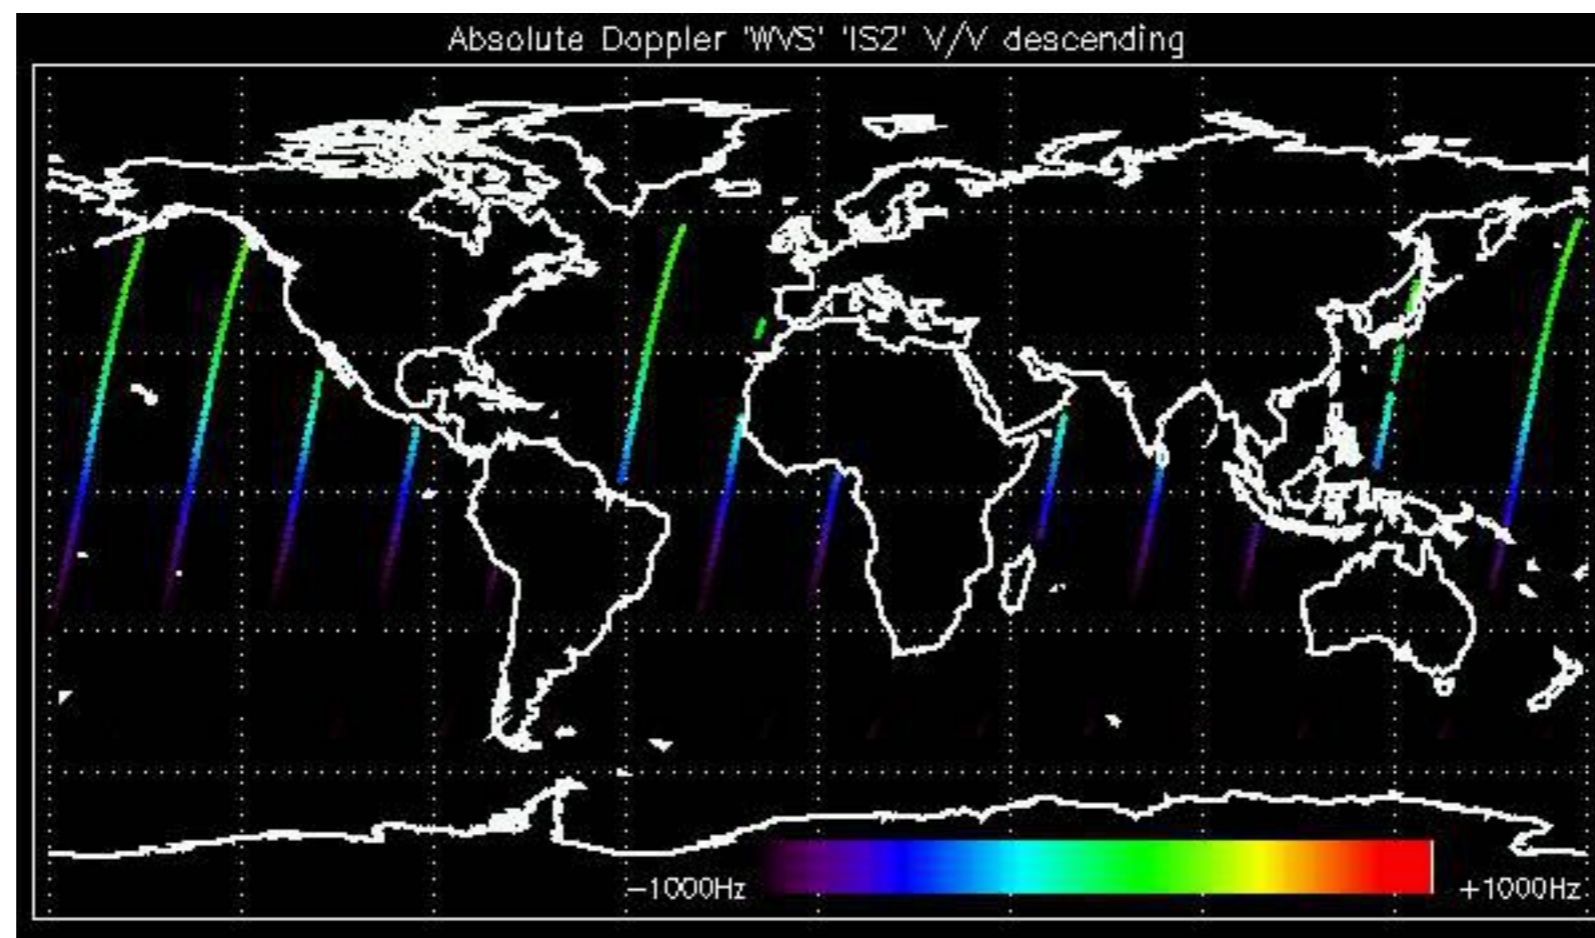 Absolute Doppler 'WVS' 'IS2' V/V descending
−1000Hz
+1000Hz